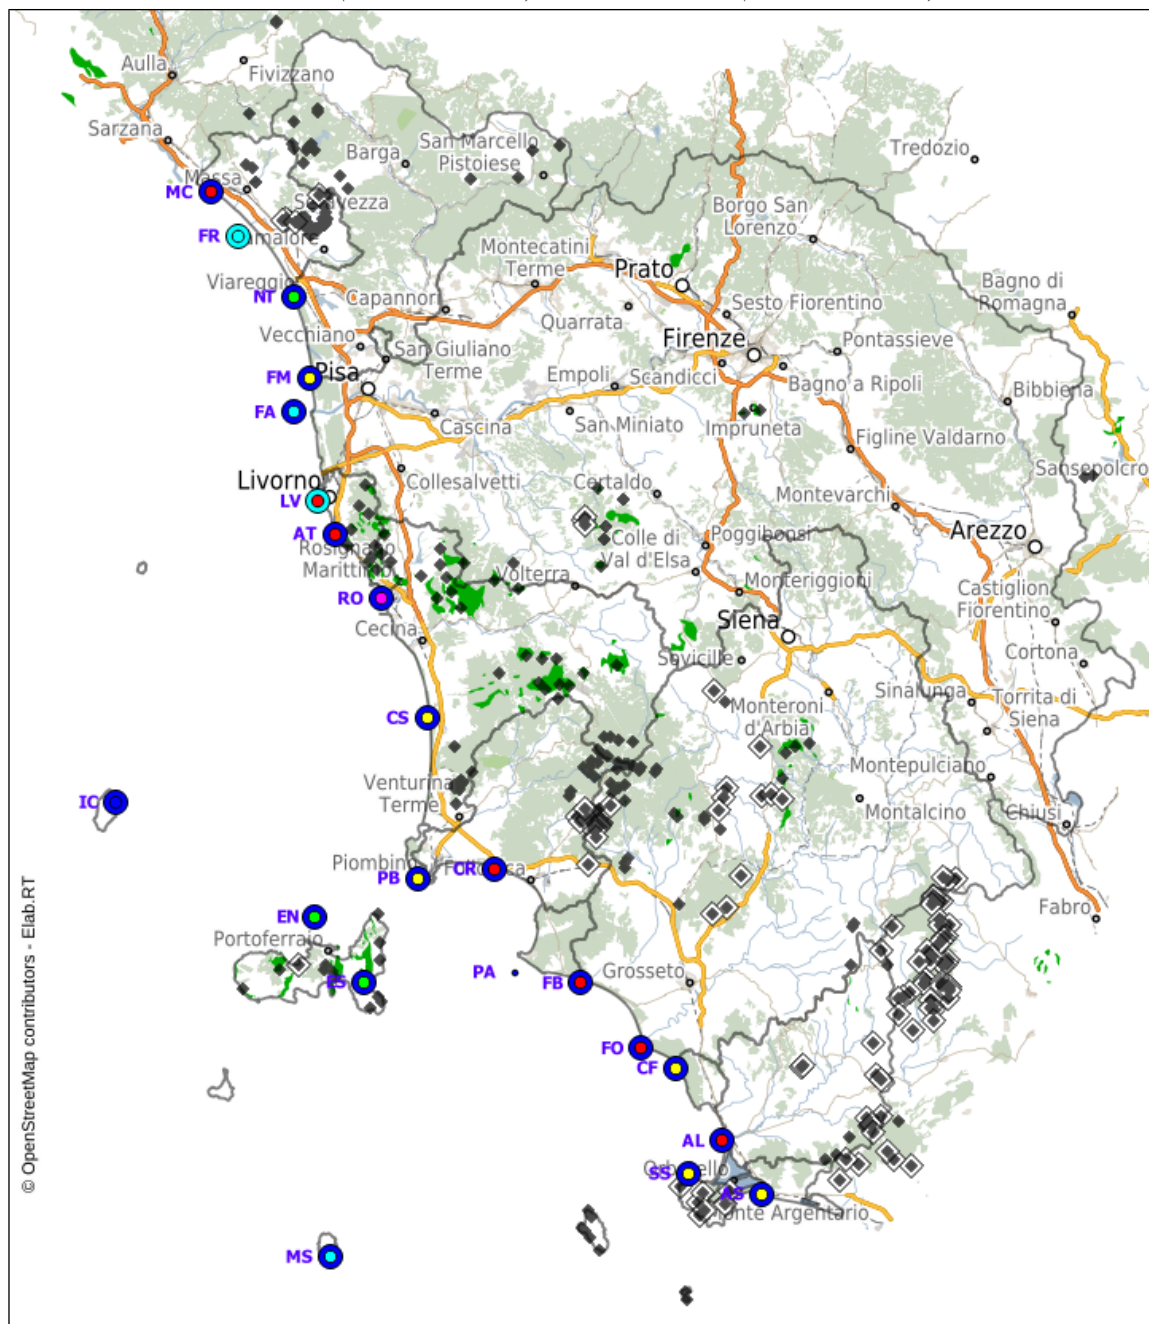 Aulla
Fivizzano
Sarzana
Barga
San Marcello
Pistoiese
Tredozio
Massa
MC
Borgo San
Lorenzo
FR
Montecatini
Terme
Prato
Bagno di
Romagna
Viareggio
NT
Capannori
Sesto Fiorentino
Quarrata
Vecchiano
Firenze
Pontassieve
San Giuliano
Terme
FM
Pisa
Empoli
Scandicci
Bagno a Ripoli
Bibbiena
FA
Cascina
San Miniato
Impruneta
Figline Valdarno
Sansepolcro
Livorno
Collesalvetti
Certaldo
Montevarchi
LV
AT
Rosignano
Marittimo
Colle di
Val d'Elsa
Poggibonsi
Arezzo
Volterra
Monteriggioni
Castiglion
Fiorentino
RO
Cecina
Siena
Sovicille
Cortona
Sinalunga
Torrita di
Siena
CS
Monteroni
d'Arbia
Montepulciano
Venturina
Terme
IC
Montalcino
Chiusi
Piombino
PB
CR
Fabro
EN
Portoferraio
ES
PA
FB
Grosseto
FO
CF
AL
SS
AS
Monte Argentario
MS
© OpenStreetMap contributors - Elab.RT